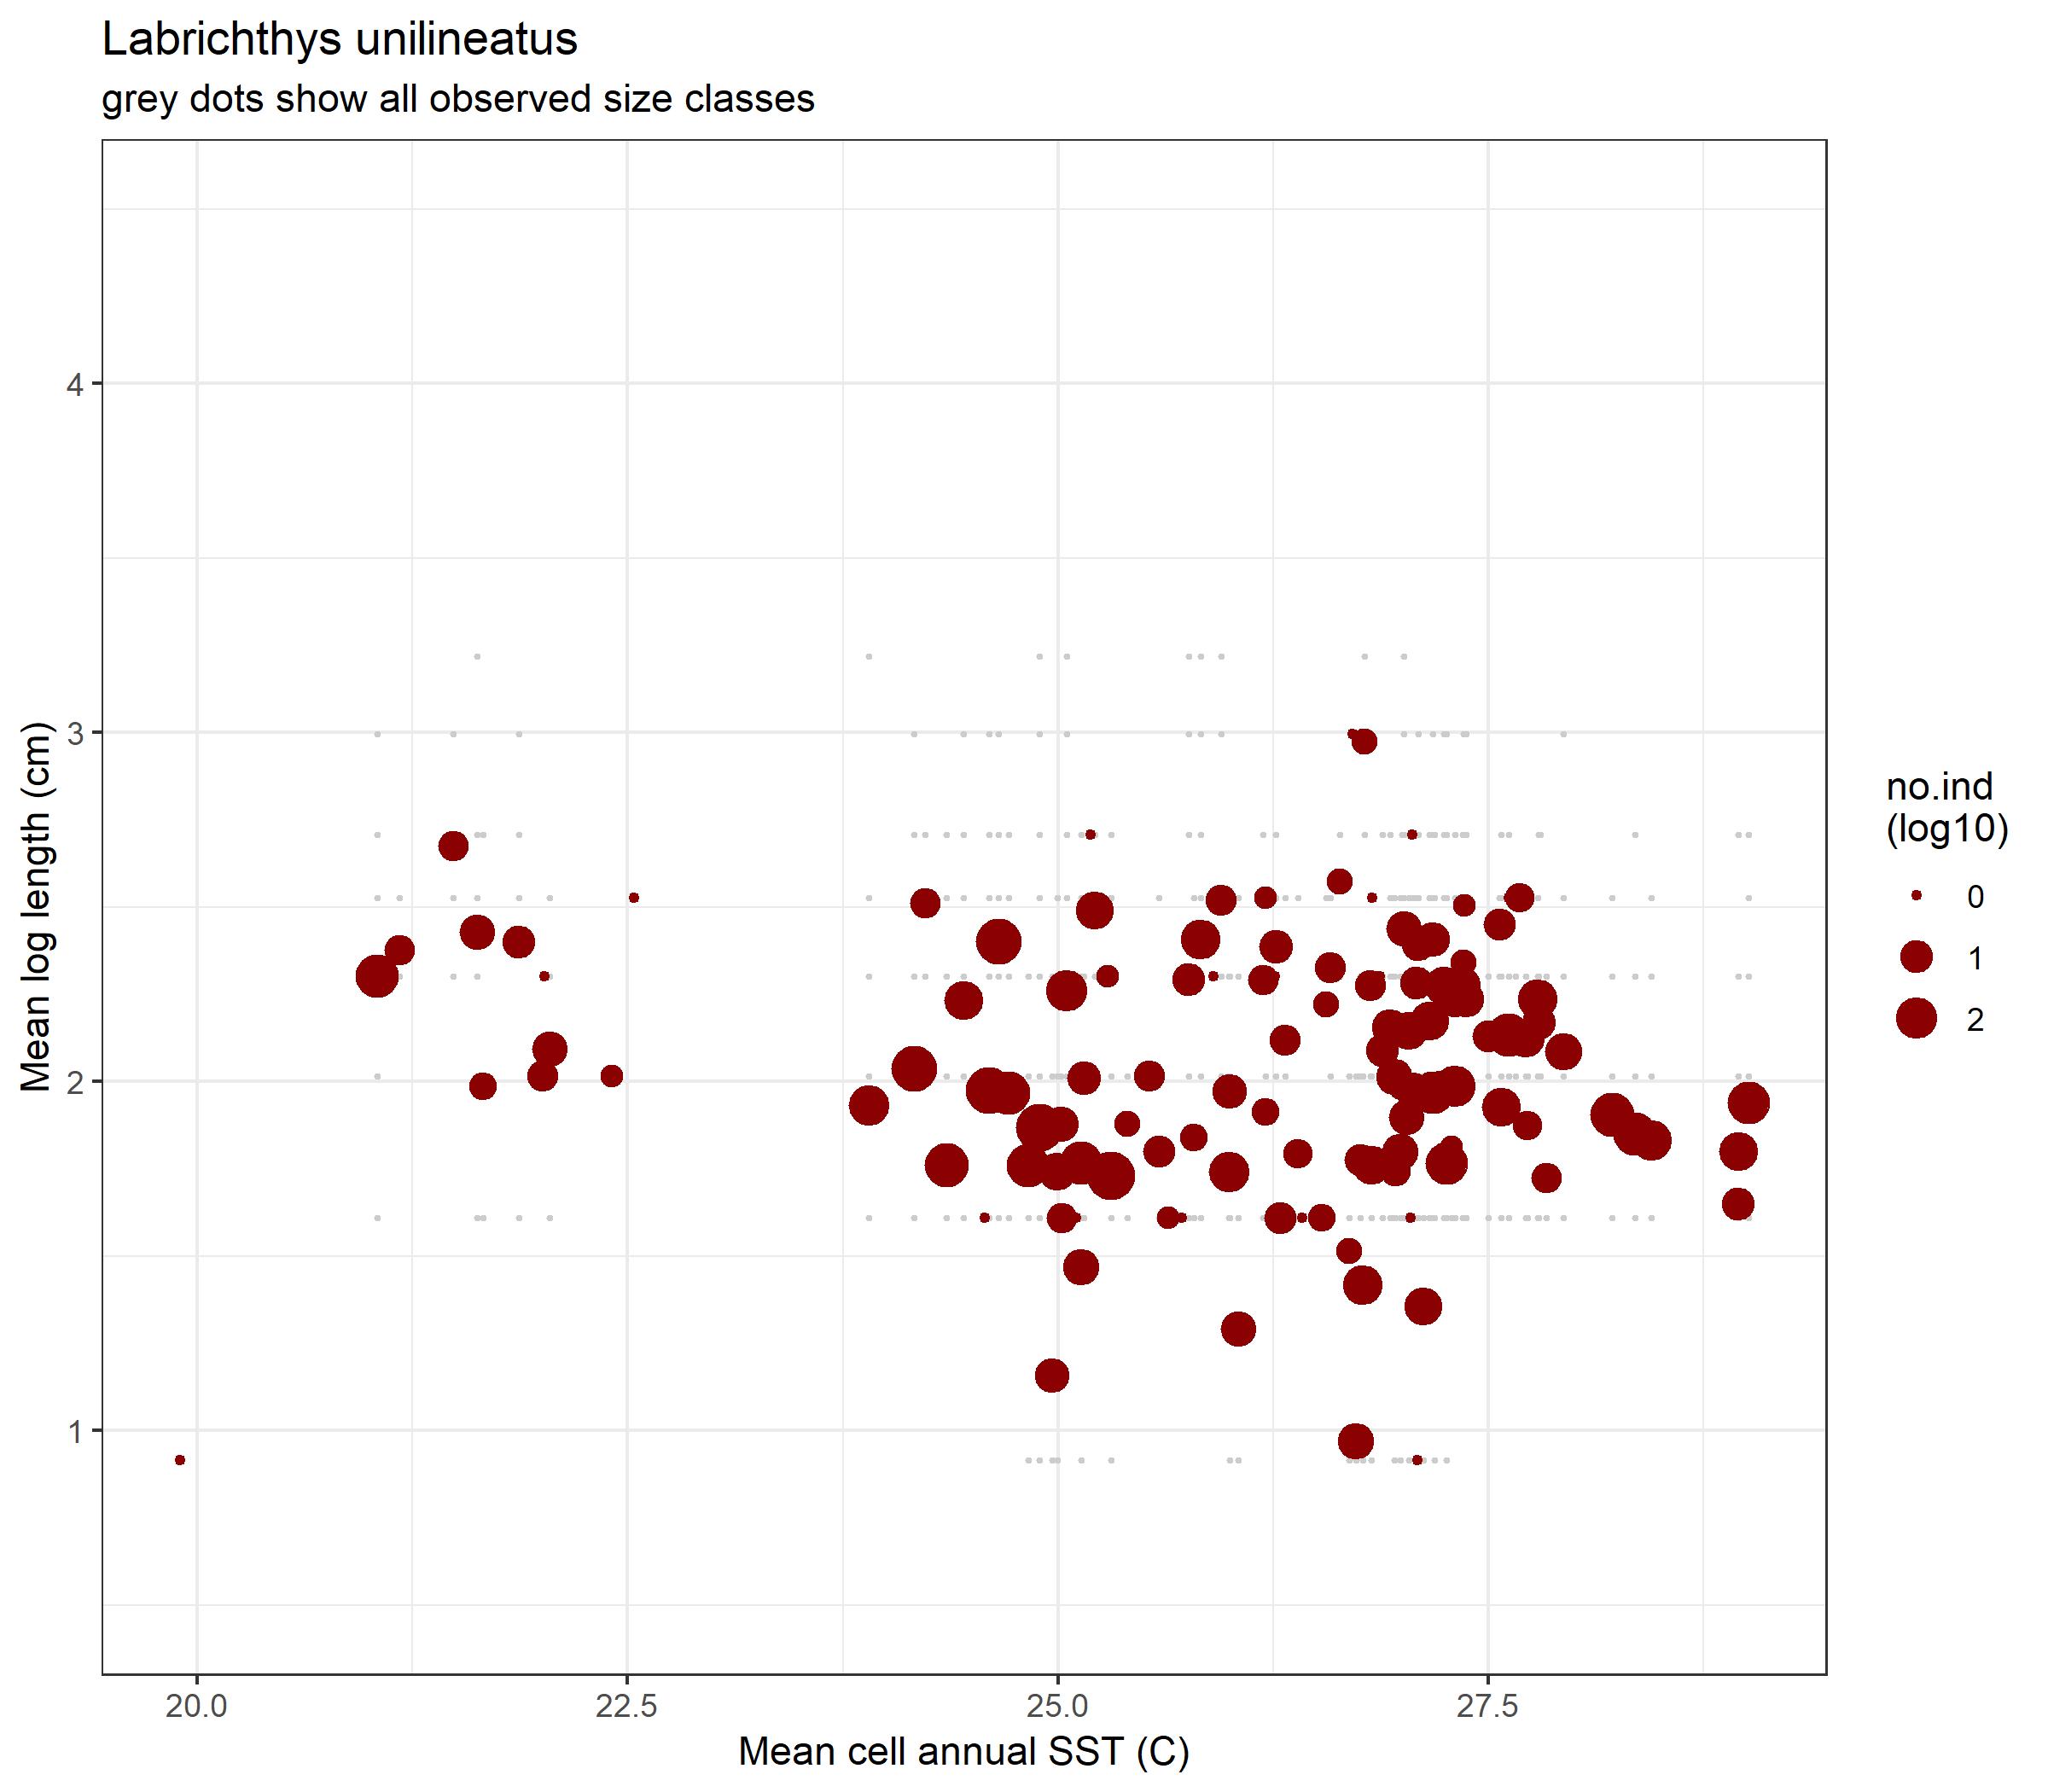 Labrichthys unilineatus
grey dots show all observed size classes
Mean log length (cm)
4
3
2
1
20.0
22.5
25.0
27.5
Mean cell annual SST (C)
no.ind
(log10)
0
1
2